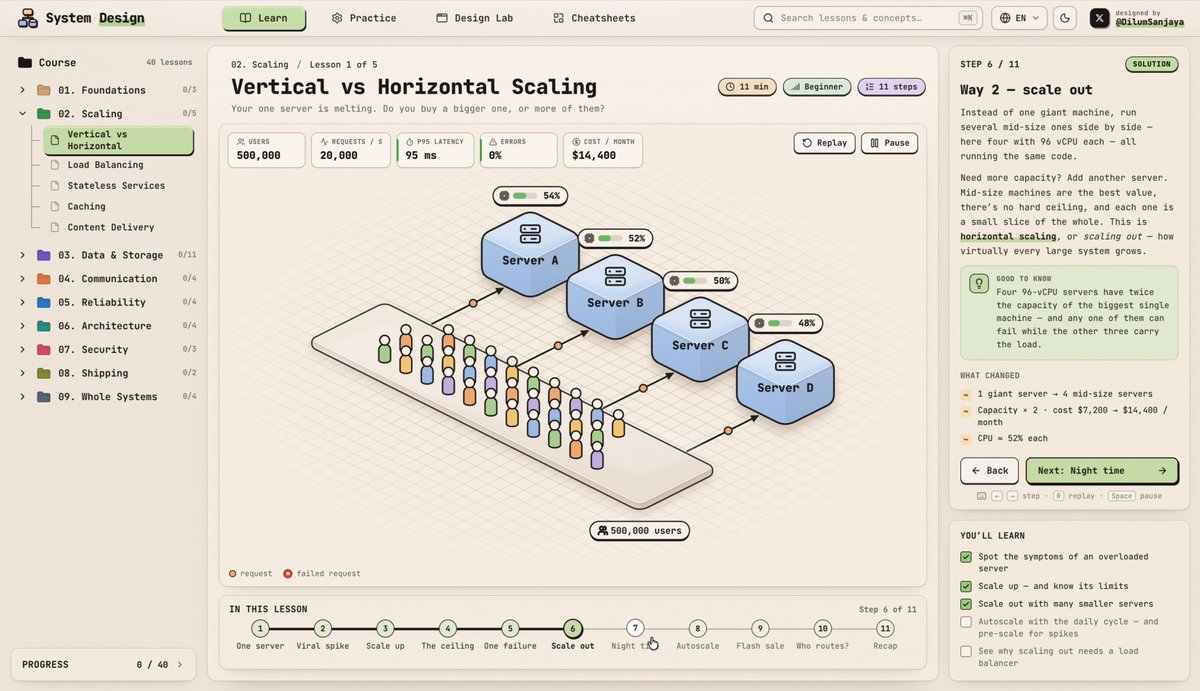 System Design
Learn
Practice
Design Lab
Cheatsheets
Search lessons & concepts…
⌘K
EN
designed by
@DilumSanjaya
Course
40 lessons
01. Foundations 0/3
02. Scaling 0/5
Vertical vs
Horizontal
Load Balancing
Stateless Services
Caching
Content Delivery
03. Data & Storage 0/11
04. Communication 0/4
05. Reliability 0/4
06. Architecture 0/4
07. Security 0/3
08. Shipping 0/2
09. Whole Systems 0/4
PROGRESS 0 / 40
02. Scaling / Lesson 1 of 5
Vertical vs Horizontal Scaling
Your one server is melting. Do you buy a bigger one, or more of them?
11 min
Beginner
11 steps
USERS
500,000
REQUESTS / S
20,000
P95 LATENCY
95 ms
ERRORS
0%
COST / MONTH
$14,400
Replay
Pause
54%
Server A
52%
Server B
50%
Server C
48%
Server D
500,000 users
request
failed request
IN THIS LESSON
Step 6 of 11
1 2 3 4 5 6 7 8 9 10 11
One server Viral spike Scale up The ceiling One failure Scale out Night Autoscale Flash sale Who routes? Recap
STEP 6 / 11
SOLUTION
Way 2 — scale out
Instead of one giant machine, run
several mid-size ones side by side —
here four with 96 vCPU each — all
running the same code.
Need more capacity? Add another server.
Mid-size machines are the best value,
there's no hard ceiling, and each one is
a small slice of the whole. This is
horizontal scaling, or scaling out — how
virtually every large system grows.
GOOD TO KNOW
Four 96-vCPU servers have twice
the capacity of the biggest single
machine — and any one of them can
fail while the other three carry
the load.
WHAT CHANGED
~ 1 giant server → 4 mid-size servers
~ Capacity × 2 · cost $7,200 → $14,400 /
month
~ CPU ≈ 52% each
← Back
Next: Night time →
← → step · R replay · Space pause
YOU'LL LEARN
Spot the symptoms of an overloaded
server
Scale up — and know its limits
Scale out with many smaller servers
Autoscale with the daily cycle — and
pre-scale for spikes
See why scaling out needs a load
balancer